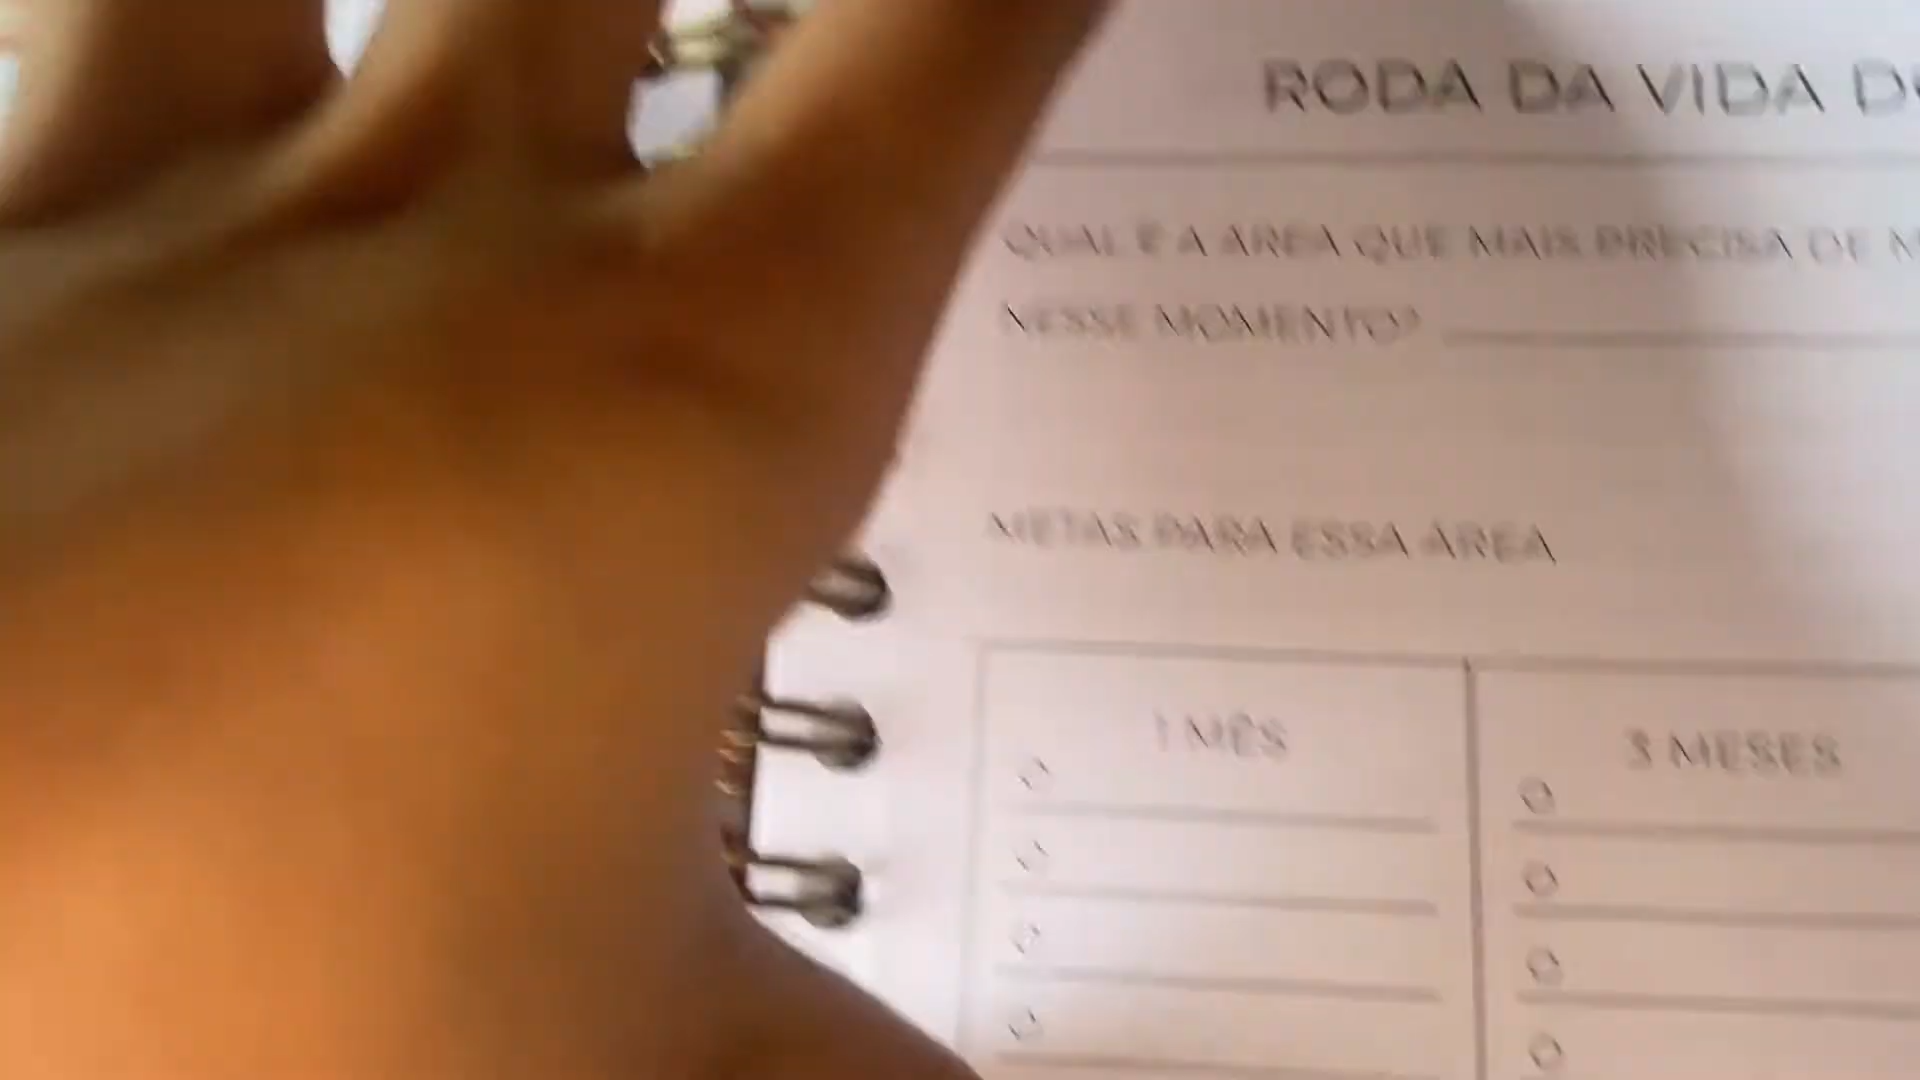 RODA DA VIDA
QUAL É A ÁREA QUE MAIS PRECISA DE
NESSE MOMENTO?
METAS PARA ESSA ÁREA
1 MÊS
3 MESES